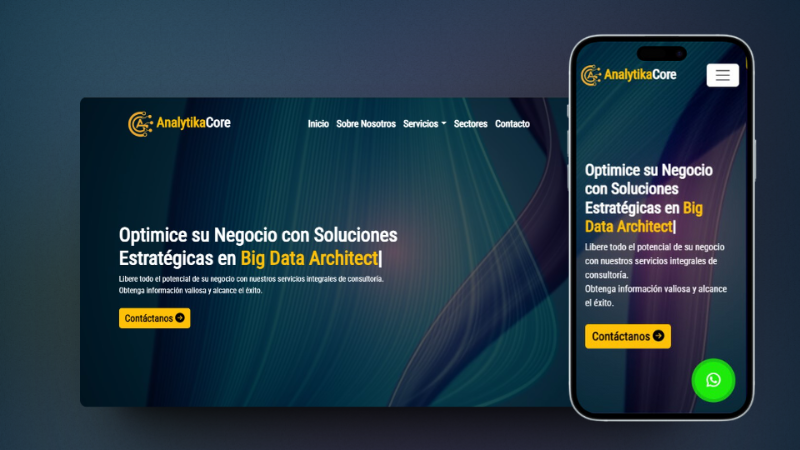 AnalytikaCore
Inicio Sobre Nosotros Servicios Sectores Contacto
Optimice su Negocio con Soluciones
Estratégicas en Big Data Architect|
Libere todo el potencial de su negocio con nuestros servicios integrales de consultoría.
Obtenga información valiosa y alcance el éxito.
Contáctanos
AnalytikaCore
Optimice su Negocio
con Soluciones
Estratégicas en Big
Data Architect|
Libere todo el potencial de su negocio
con nuestros servicios integrales de
consultoría.
Obtenga información valiosa y alcance
el éxito.
Contáctanos